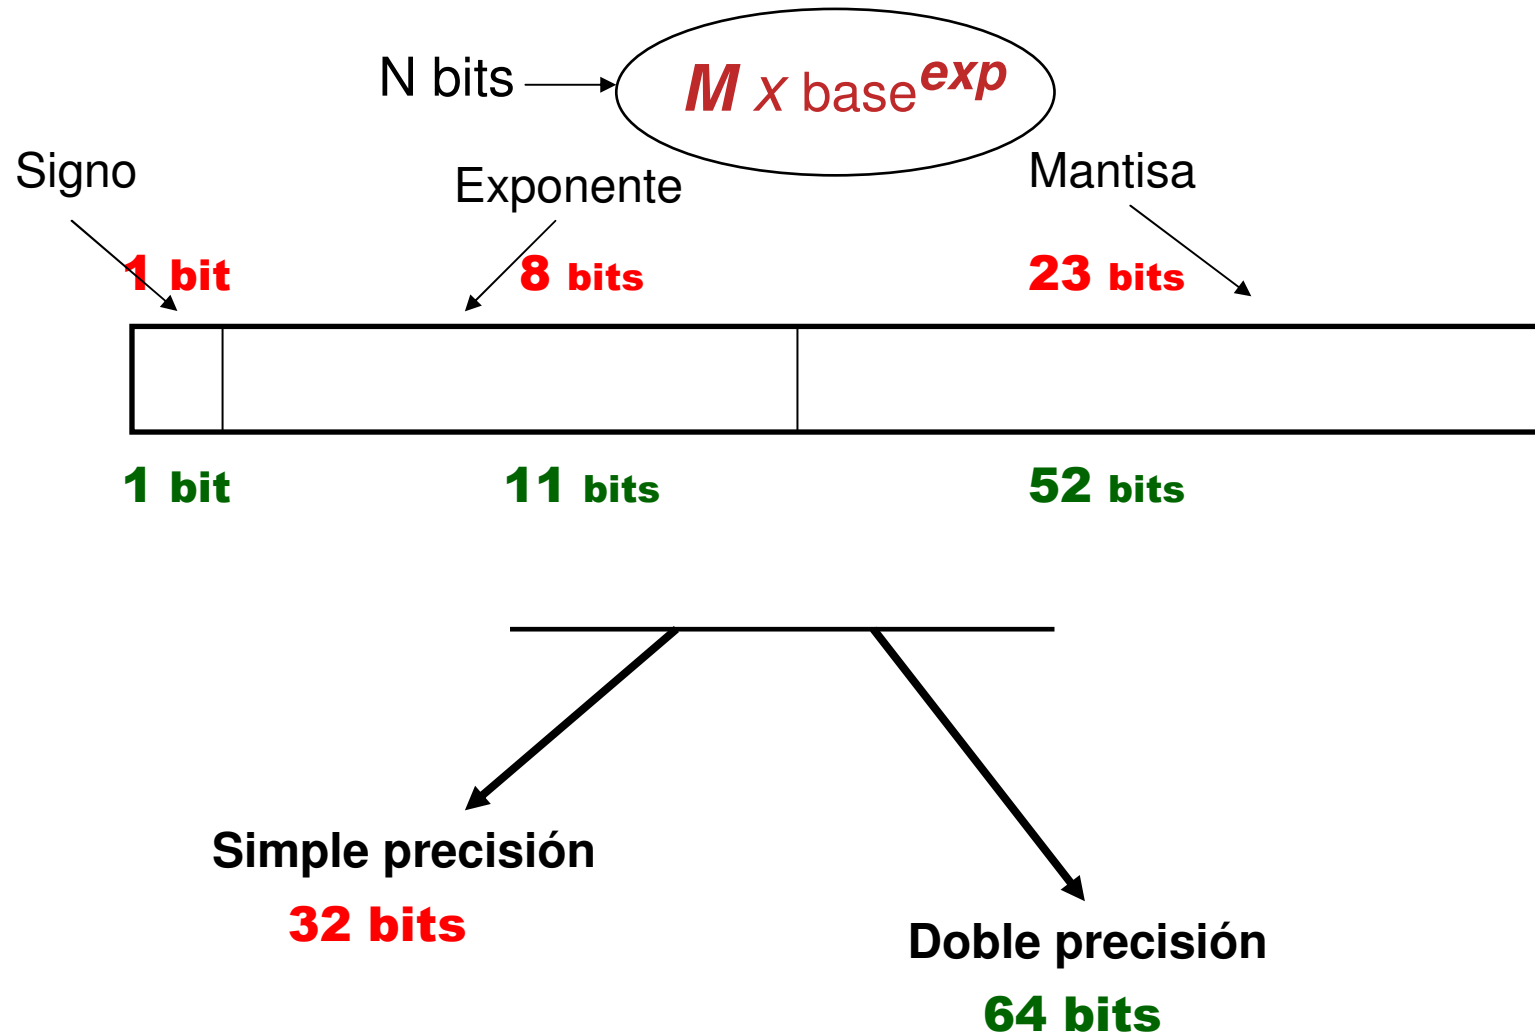 N bits
M x base^exp
Signo
Exponente
Mantisa
1 bit
8 bits
23 bits
1 bit
11 bits
52 bits
Simple precisión
32 bits
Doble precisión
64 bits